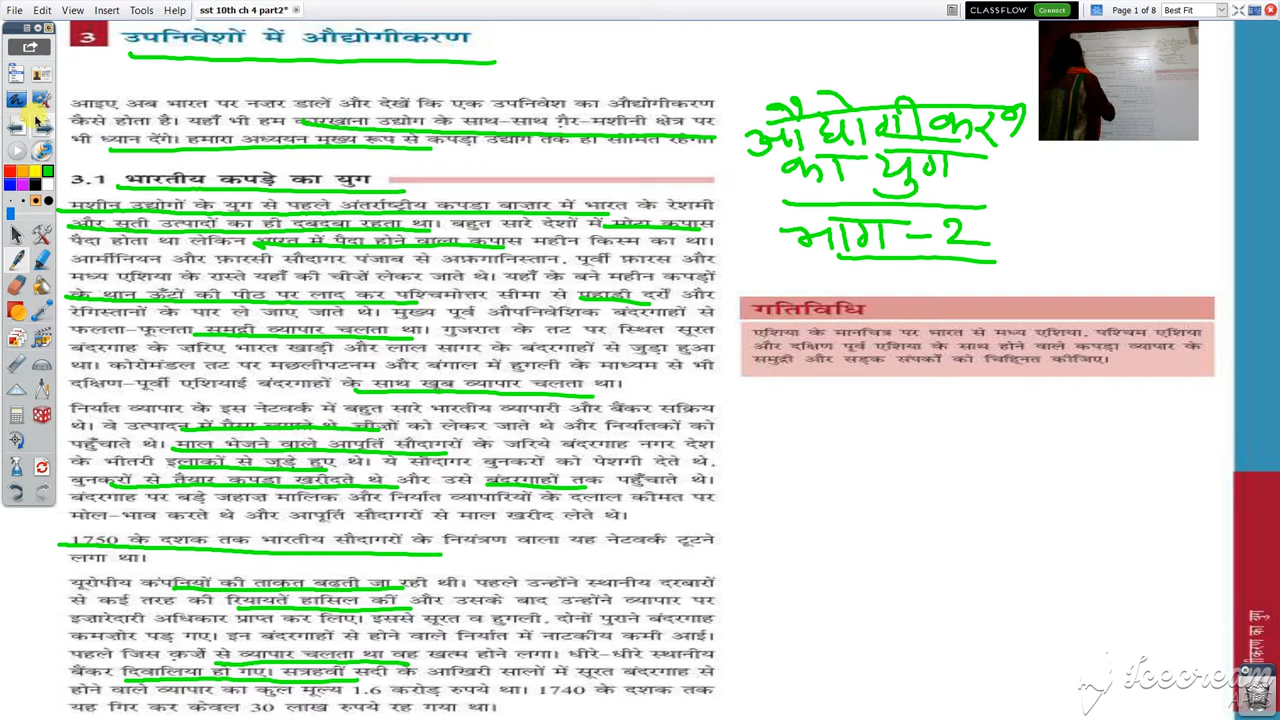 File Edit View Insert Tools Help
sst 10th ch 4 part2*
CLASSFLOW Connect
Page 1 of 8 Best Fit
3 उपनिवेशों में औद्योगीकरण
आइए अब भारत पर नज़र डालें और देखें कि एक उपनिवेश का औद्योगीकरण
कैसे होता है। यहाँ भी हम कारखाना उद्योग के साथ-साथ ग़ैर-मशीनी क्षेत्र पर
भी ध्यान देंगे। हमारा अध्ययन मुख्य रूप से कपड़ा उद्योग तक ही सीमित रहेगा
3.1 भारतीय कपड़े का युग
मशीन उद्योगों के युग से पहले अंतर्राष्ट्रीय कपड़ा बाज़ार में भारत के रेशमी
और सूती उत्पादों का ही दबदबा रहता था। बहुत सारे देशों में मोटा कपास
पैदा होता था लेकिन भारत में पैदा होने वाला कपास महीन किस्म का था।
आर्मीनियन और फ़ारसी सौदागर पंजाब से अफ़गानिस्तान, पूर्वी फ़ारस और
मध्य एशिया के रास्ते यहाँ की चीज़ें लेकर जाते थे। यहाँ के बने महीन कपड़ों
के थान ऊँटों की पीठ पर लाद कर पश्चिमोत्तर सीमा से पहाड़ी दर्रों और
रेगिस्तानों के पार ले जाए जाते थे। मुख्य पूर्व औपनिवेशिक बंदरगाहों से
फलता-फूलता समुद्री व्यापार चलता था। गुजरात के तट पर स्थित सूरत
बंदरगाह के ज़रिए भारत खाड़ी और लाल सागर के बंदरगाहों से जुड़ा हुआ
था। कोरोमंडल तट पर मछलीपटनम और बंगाल में हुगली के माध्यम से भी
दक्षिण-पूर्वी एशियाई बंदरगाहों के साथ खूब व्यापार चलता था।
निर्यात व्यापार के इस नेटवर्क में बहुत सारे भारतीय व्यापारी और बैंकर सक्रिय
थे। वे उत्पादन में पैसा लगाते थे, चीज़ों को लेकर जाते थे और निर्यातकों को
पहुँचाते थे। माल भेजने वाले आपूर्ति सौदागरों के जरिये बंदरगाह नगर देश
के भीतरी इलाकों से जुड़े हुए थे। ये सौदागर बुनकरों को पेशगी देते थे,
बुनकरों से तैयार कपड़ा खरीदते थे और उसे बंदरगाहों तक पहुँचाते थे।
बंदरगाह पर बड़े जहाज़ मालिक और निर्यात व्यापारियों के दलाल कीमत पर
मोल-भाव करते थे और आपूर्ति सौदागरों से माल खरीद लेते थे।
1750 के दशक तक भारतीय सौदागरों के नियंत्रण वाला यह नेटवर्क टूटने
लगा था।
यूरोपीय कंपनियों की ताकत बढ़ती जा रही थी। पहले उन्होंने स्थानीय दरबारों
से कई तरह की रियायतें हासिल कीं और उसके बाद उन्होंने व्यापार पर
इज़ारेदारी अधिकार प्राप्त कर लिए। इससे सूरत व हुगली, दोनों पुराने बंदरगाह
कमज़ोर पड़ गए। इन बंदरगाहों से होने वाले निर्यात में नाटकीय कमी आई।
पहले जिस क़र्ज़े से व्यापार चलता था वह खत्म होने लगा। धीरे-धीरे स्थानीय
बैंकर दिवालिया हो गए। सत्रहवीं सदी के आखिरी सालों में सूरत बंदरगाह से
होने वाले व्यापार का कुल मूल्य 1.6 करोड़ रुपये था। 1740 के दशक तक
यह गिर कर केवल 30 लाख रुपये रह गया था।
औद्योगीकरण
का युग
भाग - 2
गतिविधि
एशिया के मानचित्र पर भारत से मध्य एशिया, पश्चिम एशिया
और दक्षिण पूर्व एशिया के साथ होने वाले कपड़ा व्यापार के
समुद्री और सड़क संपर्कों को चिह्नित कीजिए।
Icecream
APPS